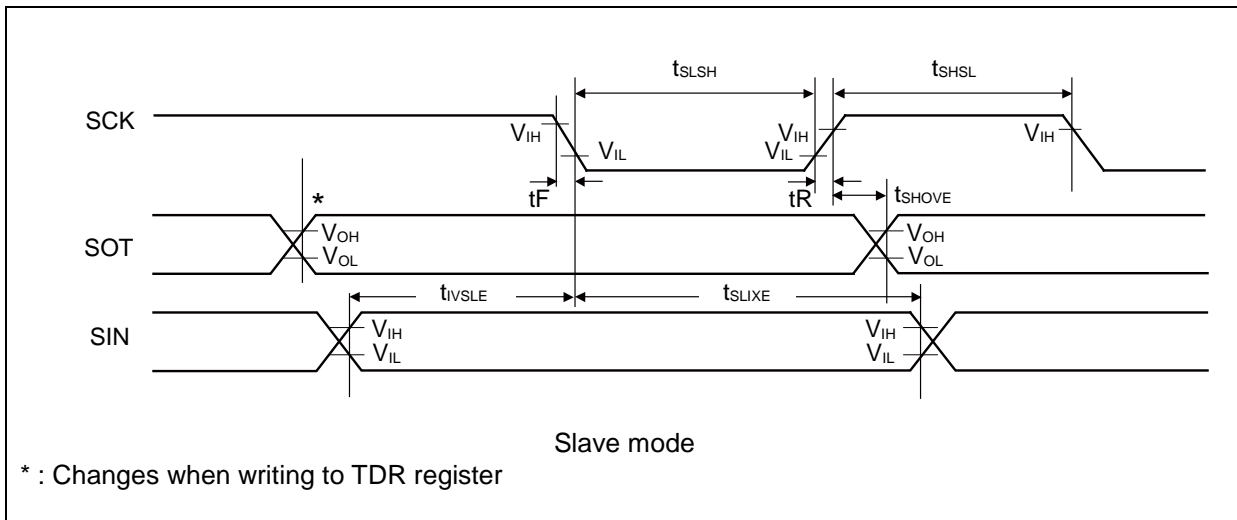 tSLSH
tSHSL
SCK
VIH
VIL
VIH
VIL
VIH
tF
tR
tSHOVE
*
SOT
VOH
VOL
VOH
VOL
tIVSLE
tSLIXE
SIN
VIH
VIL
VIH
VIL
Slave mode
* : Changes when writing to TDR register